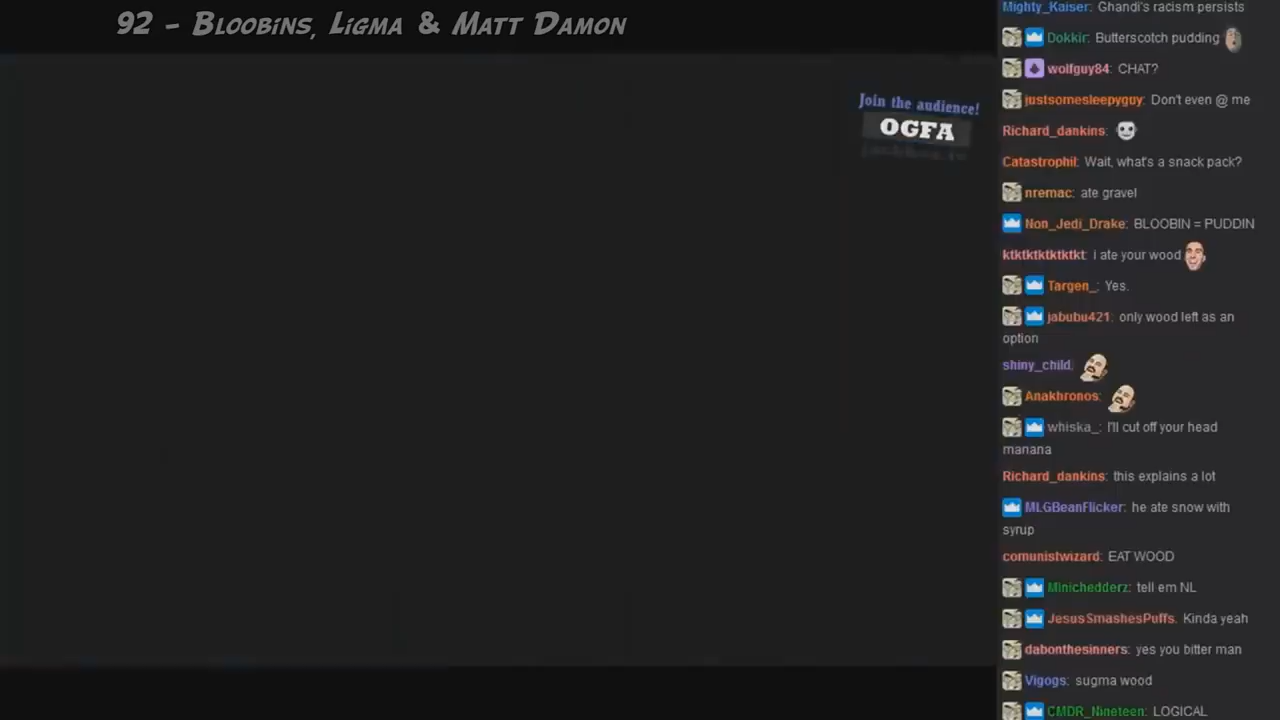 92 - Bloobins, Ligma & Matt Damon
Join the audience!
OGFA
jackbox.tv
Mighty_Kaiser: Ghandi's racism persists
Dokkir: Butterscotch pudding
wolfguy84: CHAT?
justsomesleepyguy: Don't even @ me
Richard_dankins:
Catastrophil: Wait, what's a snack pack?
nremac: ate gravel
Non_Jedi_Drake: BLOOBIN = PUDDIN
ktktktktktktkt: i ate your wood
Targen_: Yes.
jabubu421: only wood left as an
option
shiny_child:
Anakhronos:
whiska_: I'll cut off your head
manana
Richard_dankins: this explains a lot
MLGBeanFlicker: he ate snow with
syrup
comunistwizard: EAT WOOD
Minichedderz: tell em NL
JesusSmashesPuffs: Kinda yeah
dabonthesinners: yes you bitter man
Vigogs: sugma wood
CMDR_Nineteen: LOGICAL